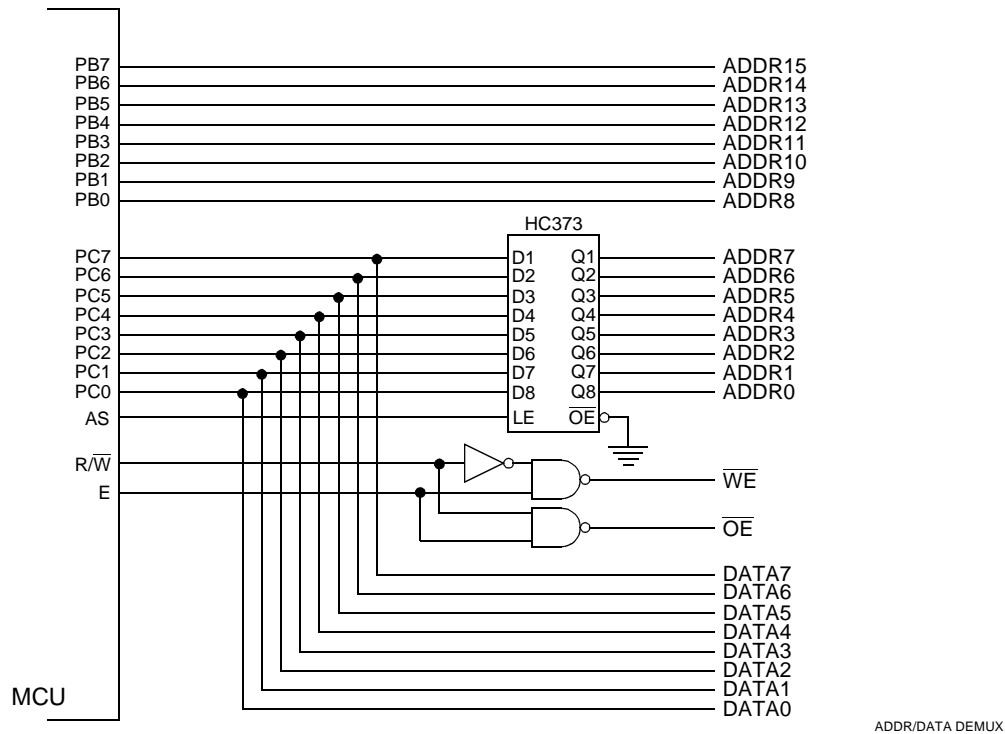 PB7 ADDR15
PB6 ADDR14
PB5 ADDR13
PB4 ADDR12
PB3 ADDR11
PB2 ADDR10
PB1 ADDR9
PB0 ADDR8
HC373
PC7 D1 Q1 ADDR7
PC6 D2 Q2 ADDR6
PC5 D3 Q3 ADDR5
PC4 D4 Q4 ADDR4
PC3 D5 Q5 ADDR3
PC2 D6 Q6 ADDR2
PC1 D7 Q7 ADDR1
PC0 D8 Q8 ADDR0
AS LE O̅E̅
R/W̅
E W̅E̅
O̅E̅
DATA7
DATA6
DATA5
DATA4
DATA3
DATA2
DATA1
DATA0
MCU
ADDR/DATA DEMUX